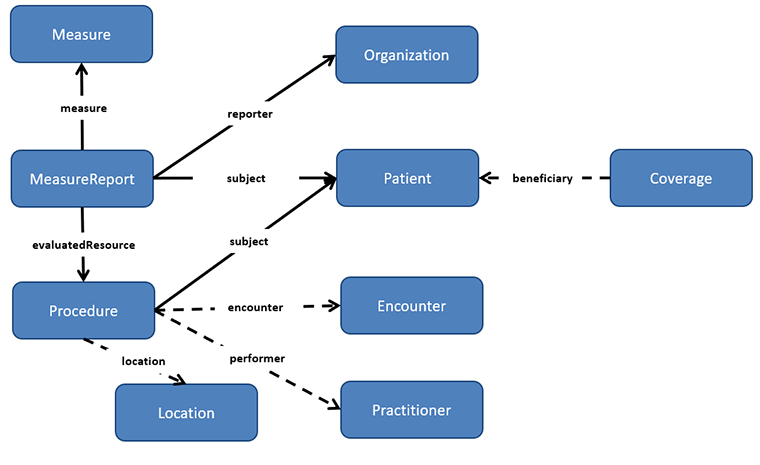 Measure
Organization
measure
reporter
MeasureReport
subject
Patient
beneficiary
Coverage
evaluatedResource
subject
Procedure
encounter
Encounter
location
performer
Location
Practitioner